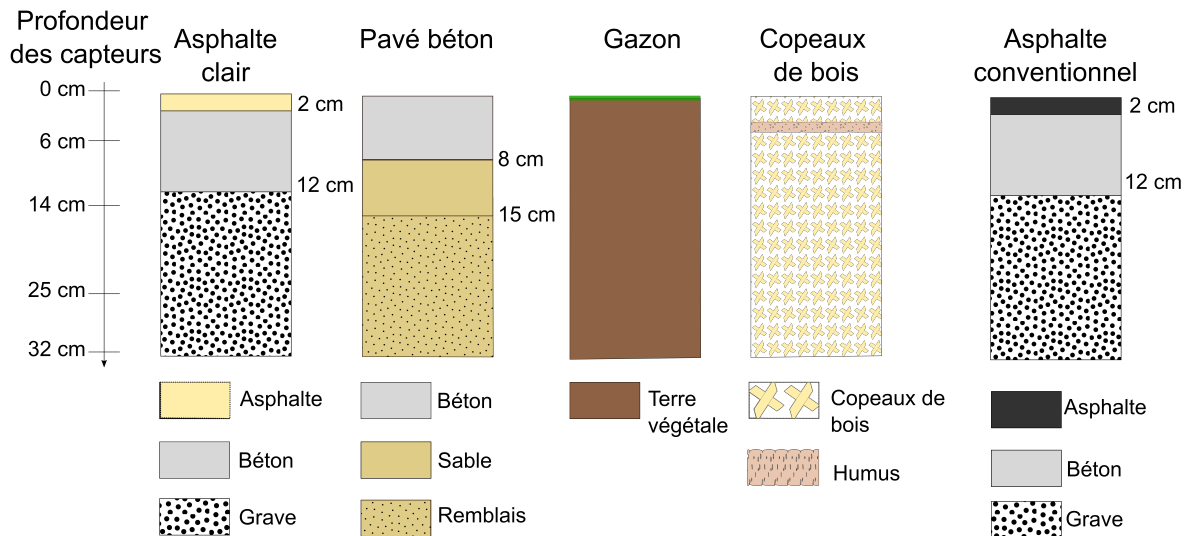 Profondeur
des capteurs
0 cm
6 cm
14 cm
25 cm
32 cm
Asphalte
clair
2 cm
12 cm
Asphalte
Béton
Grave
Pavé béton
8 cm
15 cm
Béton
Sable
Remblais
Gazon
Terre
végétale
Copeaux
de bois
Copeaux de
bois
Humus
Asphalte
conventionnel
2 cm
12 cm
Asphalte
Béton
Grave